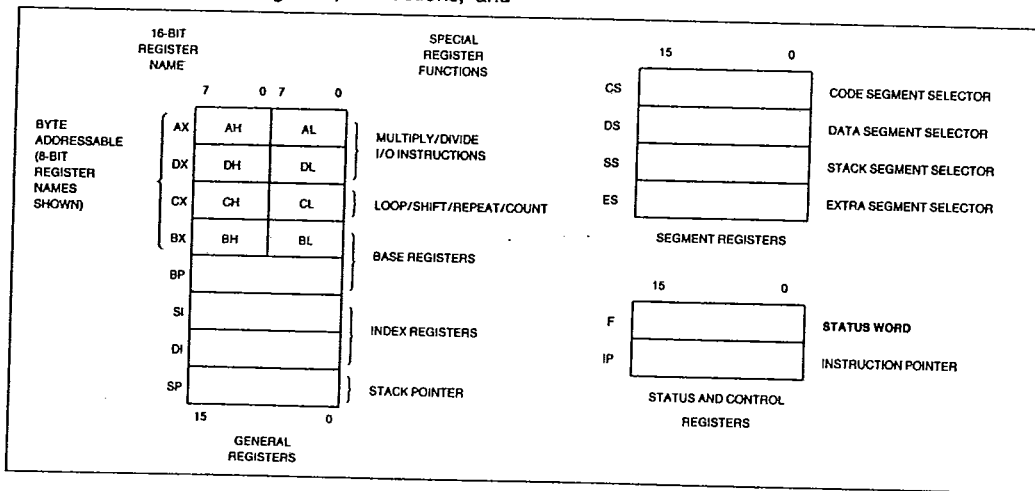 16-BIT
REGISTER
NAME
SPECIAL
REGISTER
FUNCTIONS
7 0 7 0
BYTE
ADDRESSABLE
(8-BIT
REGISTER
NAMES
SHOWN)
AX AH AL
DX DH DL
CX CH CL
BX BH BL
BP
SI
DI
SP
15 0
GENERAL
REGISTERS
MULTIPLY/DIVIDE
I/O INSTRUCTIONS
LOOP/SHIFT/REPEAT/COUNT
BASE REGISTERS
INDEX REGISTERS
STACK POINTER
15 0
CS CODE SEGMENT SELECTOR
DS DATA SEGMENT SELECTOR
SS STACK SEGMENT SELECTOR
ES EXTRA SEGMENT SELECTOR
SEGMENT REGISTERS
15 0
F STATUS WORD
IP INSTRUCTION POINTER
STATUS AND CONTROL
REGISTERS